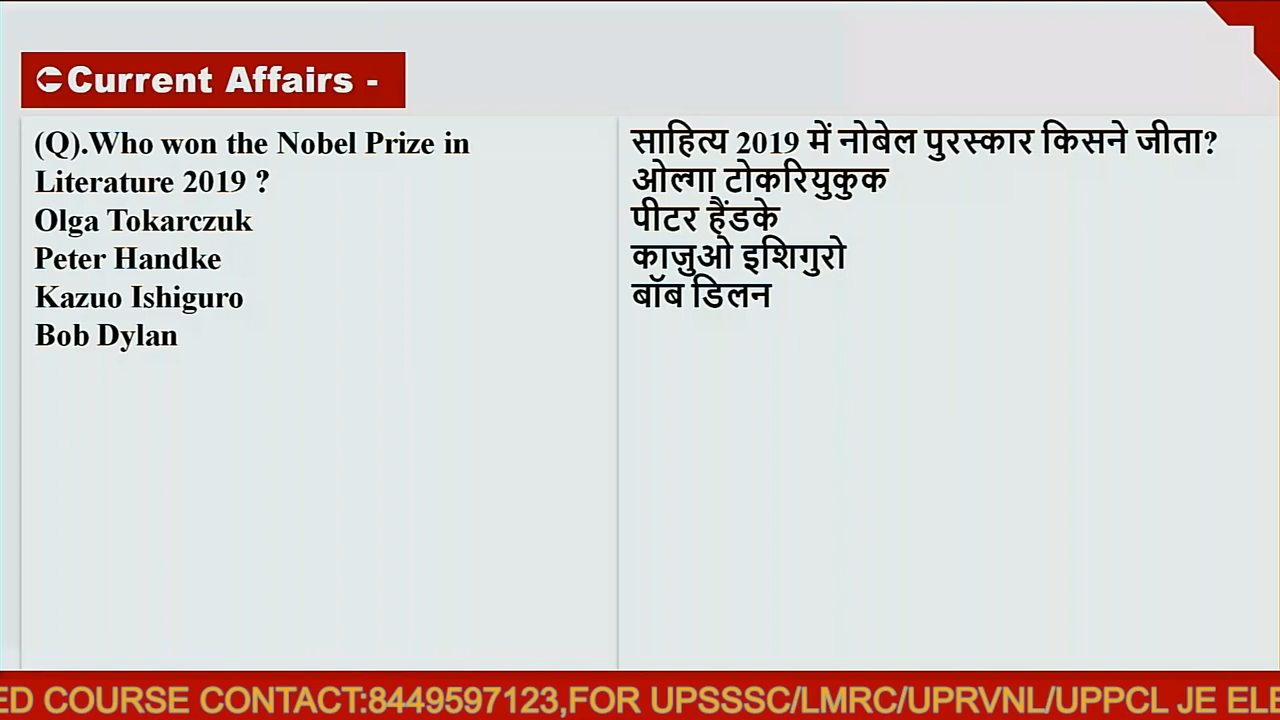 ➲Current Affairs -
(Q).Who won the Nobel Prize in
Literature 2019 ?
Olga Tokarczuk
Peter Handke
Kazuo Ishiguro
Bob Dylan
साहित्य 2019 में नोबेल पुरस्कार किसने जीता?
ओल्गा टोकरियुकुक
पीटर हैंडके
काजुओ इशिगुरो
बॉब डिलन
ED COURSE CONTACT:8449597123,FOR UPSSSC/LMRC/UPRVNL/UPPCL JE ELE